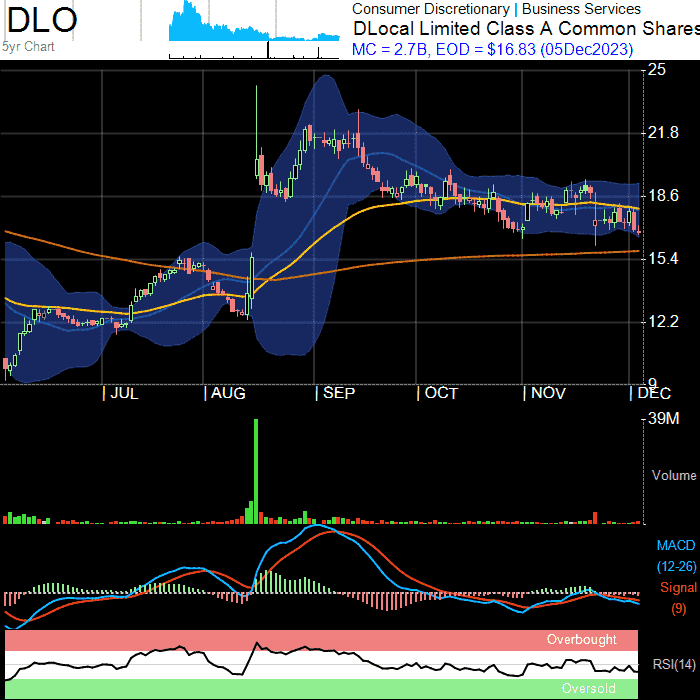 DLO
5yr Chart
Consumer Discretionary | Business Services
DLocal Limited Class A Common Shares
MC = 2.7B, EOD = $16.83 (05Dec2023)
25
21.8
18.6
15.4
12.2
9
JUL
AUG
SEP
OCT
NOV
DEC
39M
Volume
MACD
(12-26)
Signal
(9)
Overbought
RSI(14)
Oversold